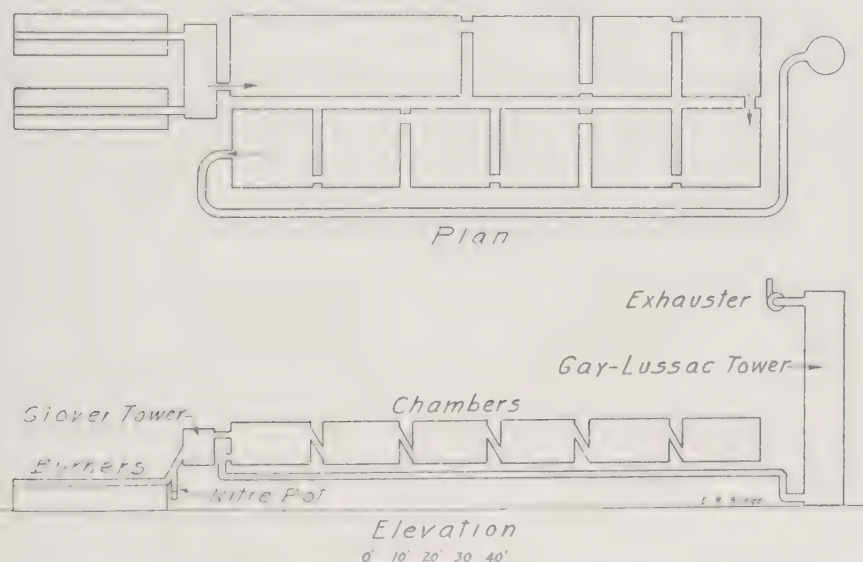 Plan
Exhauster
Gay-Lussac Tower
Chambers
Glover Tower
Burners
Nitre Pot
Elevation
0' 10' 20' 30 40'